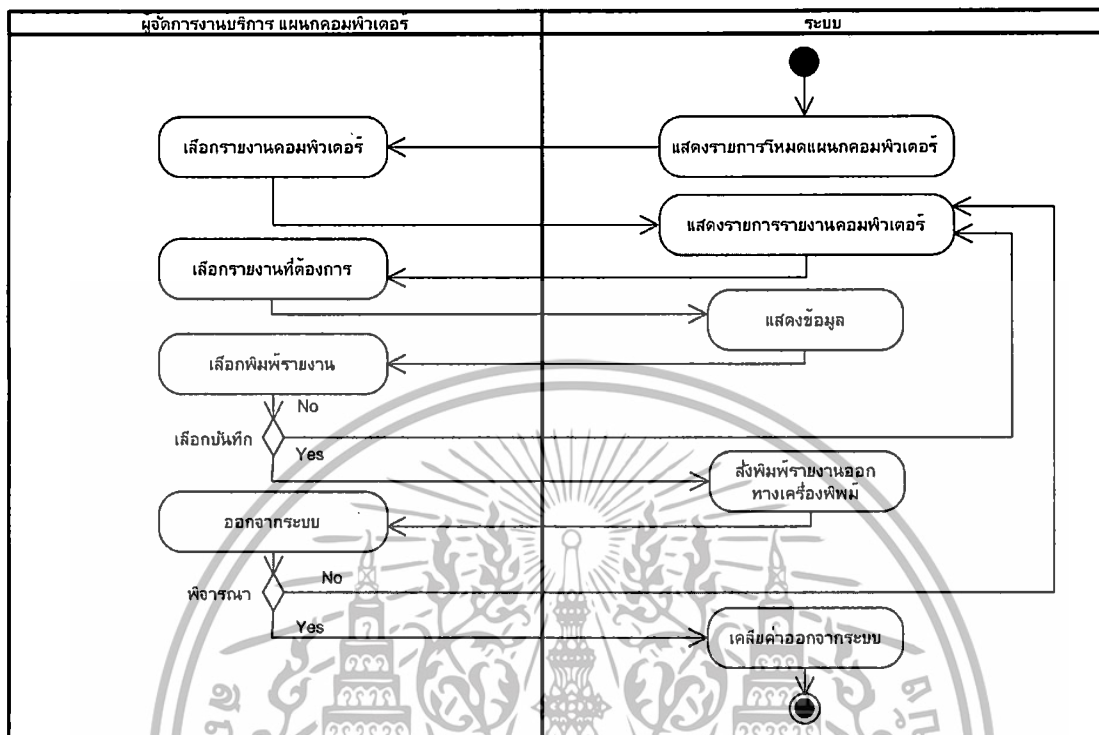 ผู้จัดการงานบริการ แผนกคอมพิวเตอร์
ระบบ
เลือกรายงานคอมพิวเตอร์
แสดงรายการโหมดแผนกคอมพิวเตอร์
แสดงรายการรายงานคอมพิวเตอร์
เลือกรายงานที่ต้องการ
แสดงข้อมูล
เลือกพิมพ์รายงาน
No
เลือกบันทึก
Yes
สั่งพิมพ์รายงานออก
ทางเครื่องพิพม์
ออกจากระบบ
No
พิจารณา
Yes
เคลียค่าออกจากระบบ